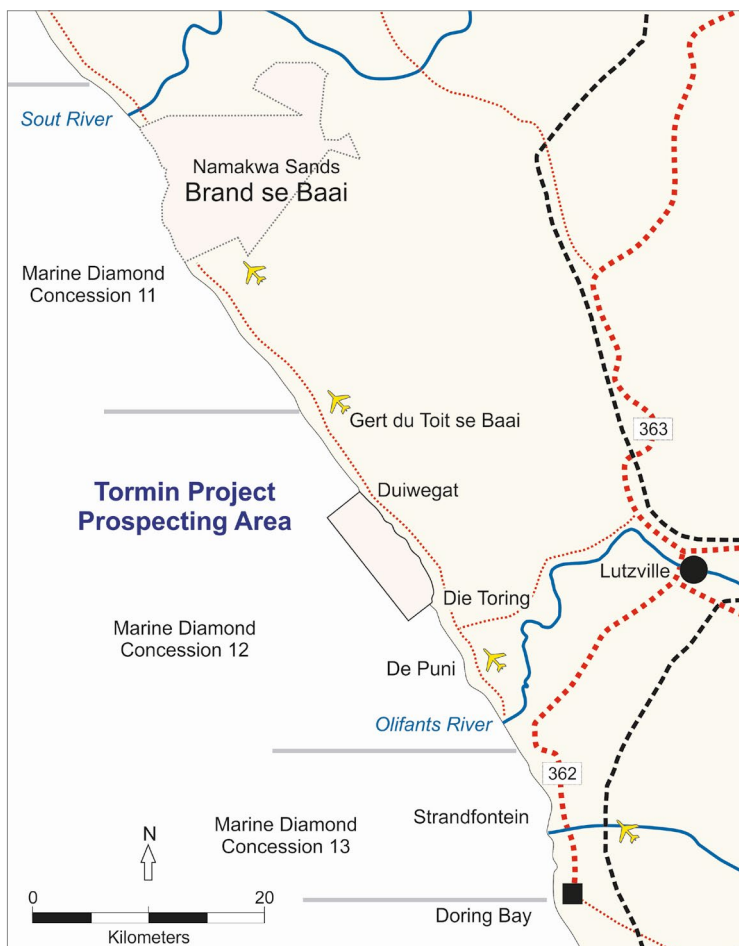 Sout River
Namakwa Sands
Brand se Baai
Marine Diamond
Concession 11
Gert du Toit se Baai
363
Duiwegat
Tormin Project
Prospecting Area
Lutzville
Die Toring
Marine Diamond
Concession 12
De Puni
Olifants River
362
Strandfontein
Marine Diamond
Concession 13
N
0 20
Kilometers
Doring Bay